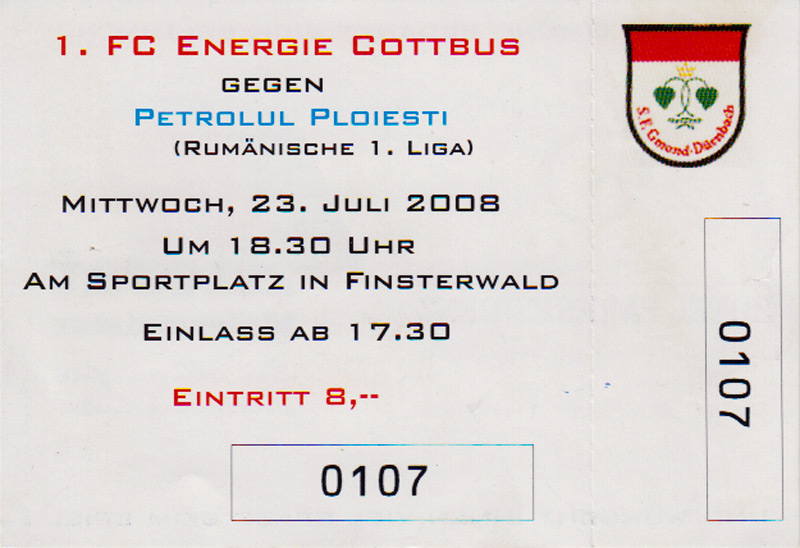 1. FC ENERGIE COTTBUS
GEGEN
PETROLUL PLOIESTI
(RUMÄNISCHE 1. LIGA)
MITTWOCH, 23. JULI 2008
UM 18.30 UHR
AM SPORTPLATZ IN FINSTERWALD
EINLASS AB 17.30
EINTRITT 8,--
0107
S.F. Gmund-Dürnbach
0107